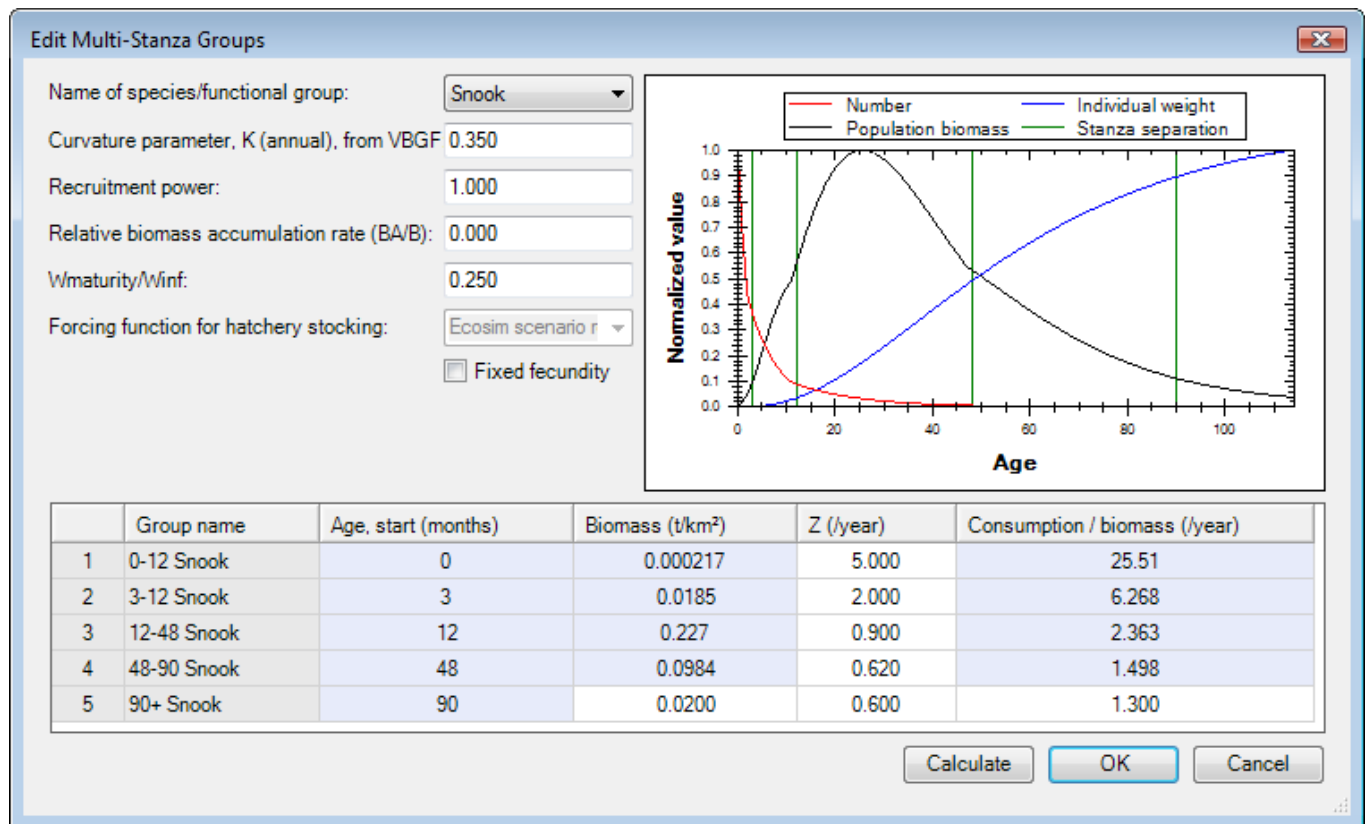 Edit Multi-Stanza Groups
Name of species/functional group: Snook
Curvature parameter, K (annual), from VBGF 0.350
Recruitment power: 1.000
Relative biomass accumulation rate (BA/B): 0.000
Wmaturity/Winf: 0.250
Forcing function for hatchery stocking: Ecosim scenario r
Fixed fecundity
Number Individual weight
Population biomass Stanza separation
Normalized value
1.0
0.9
0.8
0.7
0.6
0.5
0.4
0.3
0.2
0.1
0.0
0 20 40 60 80 100
Age
Group name Age, start (months) Biomass (t/km²) Z (/year) Consumption / biomass (/year)
1 0-12 Snook 0 0.000217 5.000 25.51
2 3-12 Snook 3 0.0185 2.000 6.268
3 12-48 Snook 12 0.227 0.900 2.363
4 48-90 Snook 48 0.0984 0.620 1.498
5 90+ Snook 90 0.0200 0.600 1.300
Calculate OK Cancel